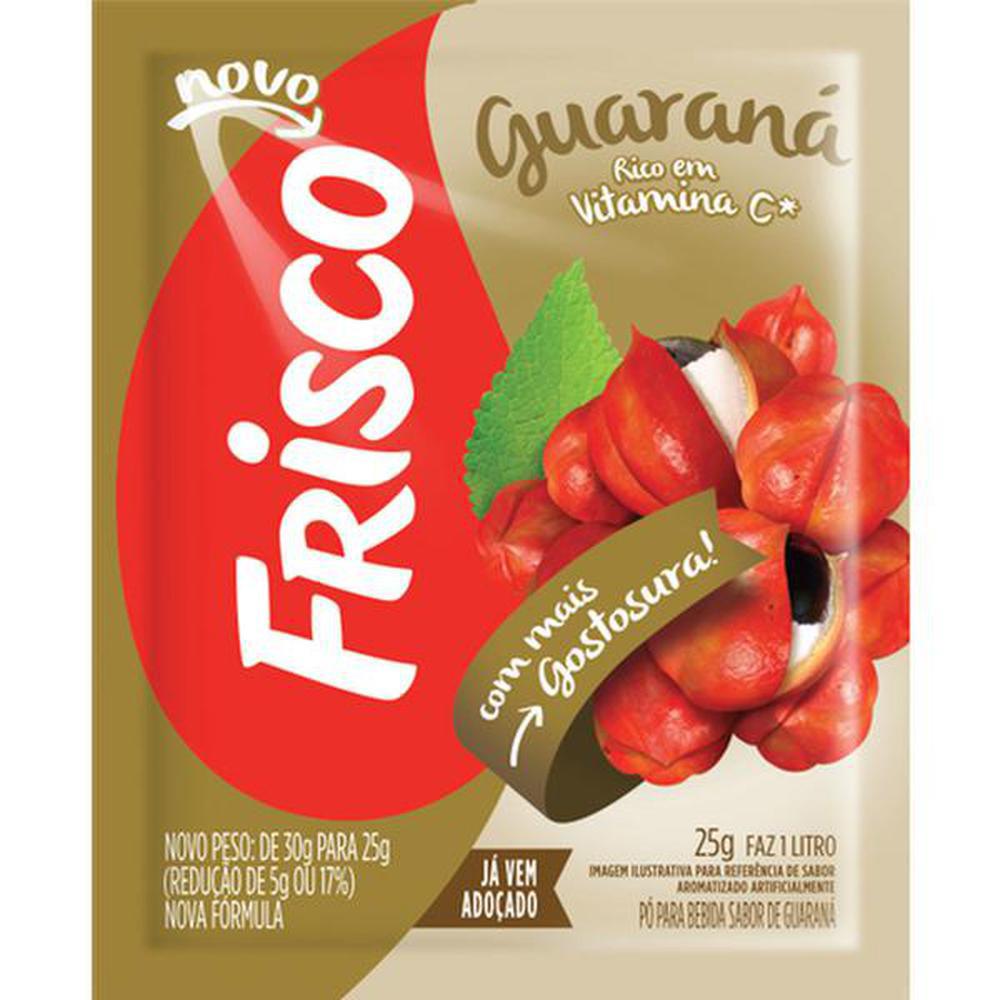 novo
Frisco
Guaraná
Rico em
Vitamina C*
com mais
Gostosura!
NOVO PESO: DE 30g PARA 25g
(REDUÇÃO DE 5g OU 17%)
NOVA FÓRMULA
JÁ VEM
ADOÇADO
25g FAZ 1 LITRO
IMAGEM ILUSTRATIVA PARA REFERÊNCIA DE SABOR
AROMATIZADO ARTIFICIALMENTE
PÓ PARA BEBIDA SABOR DE GUARANÁ